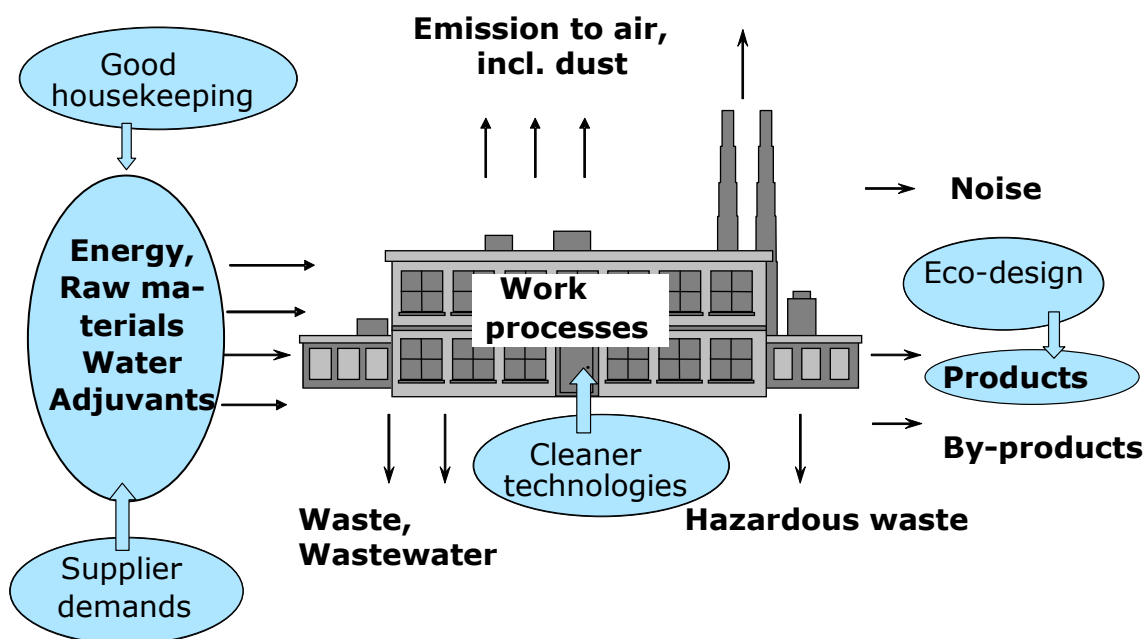 Emission to air,
incl. dust
Good
housekeeping
Noise
Energy,
Raw ma-
terials
Water
Adjuvants
Eco-design
Work
processes
Products
By-products
Cleaner
technologies
Waste,
Wastewater
Hazardous waste
Supplier
demands